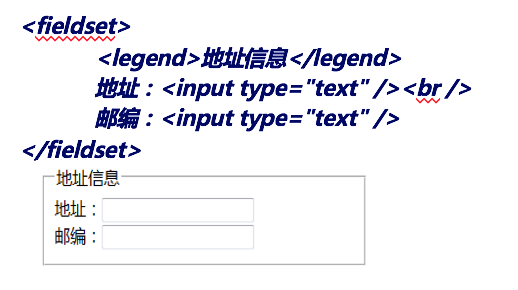 <fieldset>
<legend>地址信息</legend>
地址：<input type="text" /><br />
邮编：<input type="text" />
</fieldset>
地址信息
地址：
邮编：